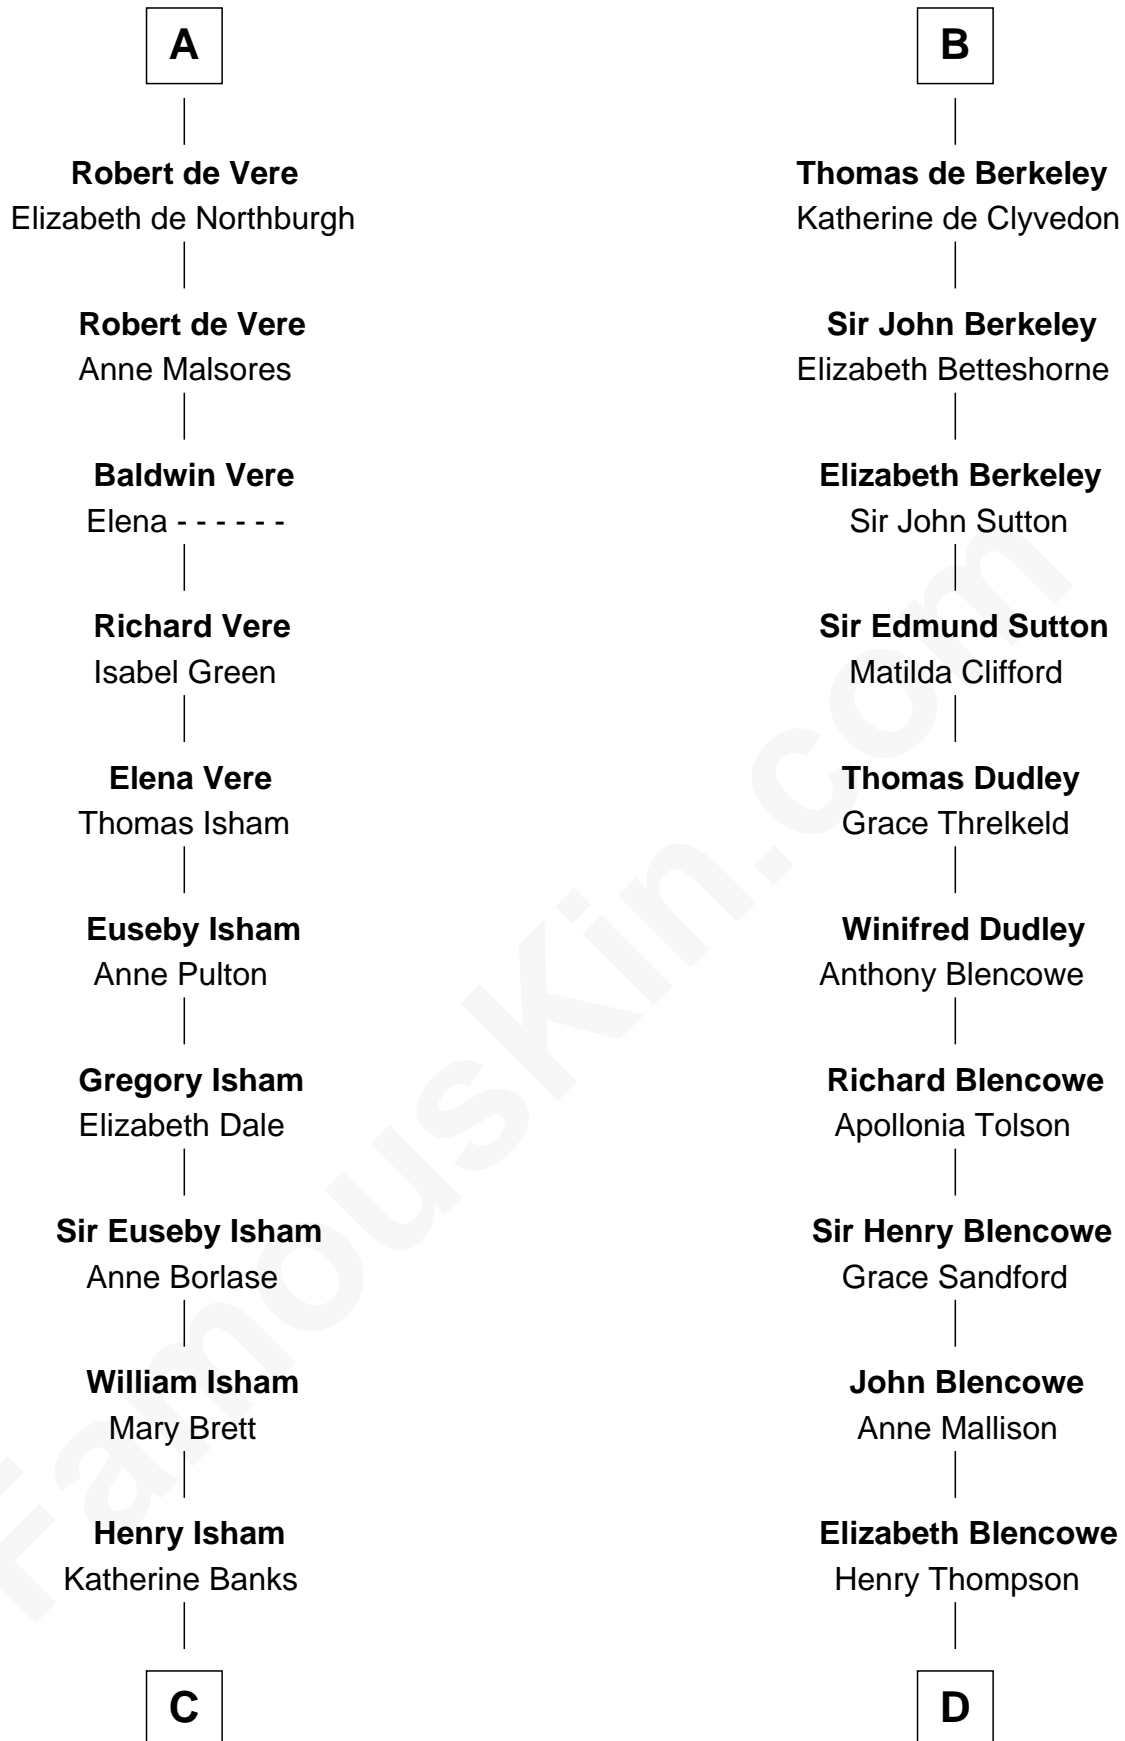 A
Robert de Vere
Elizabeth de Northburgh
Robert de Vere
Anne Malsores
Baldwin Vere
Elena - - - - - -
Richard Vere
Isabel Green
Elena Vere
Thomas Isham
Euseby Isham
Anne Pulton
Gregory Isham
Elizabeth Dale
Sir Euseby Isham
Anne Borlase
William Isham
Mary Brett
Henry Isham
Katherine Banks
C
B
Thomas de Berkeley
Katherine de Clyvedon
Sir John Berkeley
Elizabeth Betteshorne
Elizabeth Berkeley
Sir John Sutton
Sir Edmund Sutton
Matilda Clifford
Thomas Dudley
Grace Threlkeld
Winifred Dudley
Anthony Blencowe
Richard Blencowe
Apollonia Tolson
Sir Henry Blencowe
Grace Sandford
John Blencowe
Anne Mallison
Elizabeth Blencowe
Henry Thompson
D
FamousKin.com